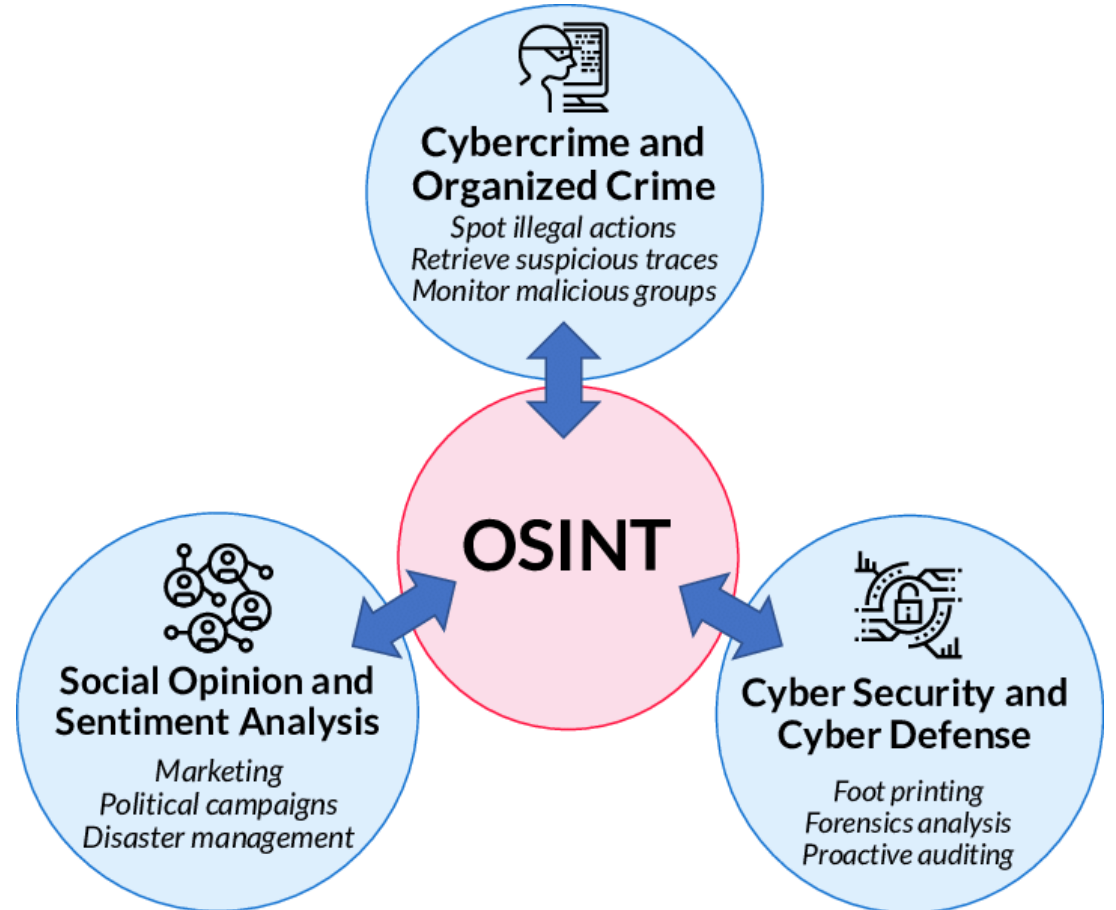 Cybercrime and
Organized Crime
Spot illegal actions
Retrieve suspicious traces
Monitor malicious groups
OSINT
Social Opinion and
Sentiment Analysis
Marketing
Political campaigns
Disaster management
Cyber Security and
Cyber Defense
Foot printing
Forensics analysis
Proactive auditing